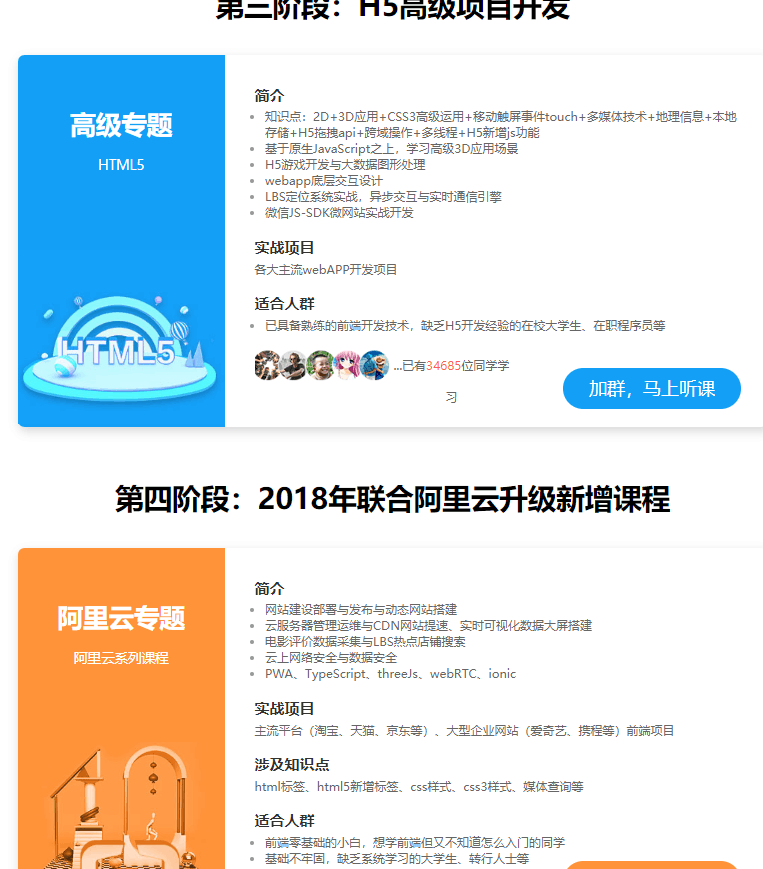 第三阶段：H5高级项目开发
高级专题
HTML5
HTML5
简介
知识点：2D+3D应用+CSS3高级运用+移动触屏事件touch+多媒体技术+地理信息+本地
存储+H5拖拽api+跨域操作+多线程+H5新增js功能
基于原生JavaScript之上，学习高级3D应用场景
H5游戏开发与大数据图形处理
webapp底层交互设计
LBS定位系统实战，异步交互与实时通信引擎
微信JS-SDK微网站实战开发
实战项目
各大主流webAPP开发项目
适合人群
已具备熟练的前端开发技术，缺乏H5开发经验的在校大学生、在职程序员等
...已有34685位同学学
习
加群，马上听课
第四阶段：2018年联合阿里云升级新增课程
阿里云专题
阿里云系列课程
简介
网站建设部署与发布与动态网站搭建
云服务器管理运维与CDN网站提速、实时可视化数据大屏搭建
电影评价数据采集与LBS热点店铺搜索
云上网络安全与数据安全
PWA、TypeScript、threeJs、webRTC、ionic
实战项目
主流平台（淘宝、天猫、京东等）、大型企业网站（爱奇艺、携程等）前端项目
涉及知识点
html标签、html5新增标签、css样式、css3样式、媒体查询等
适合人群
前端零基础的小白，想学前端但又不知道怎么入门的同学
基础不牢固，缺乏系统学习的大学生、转行人士等